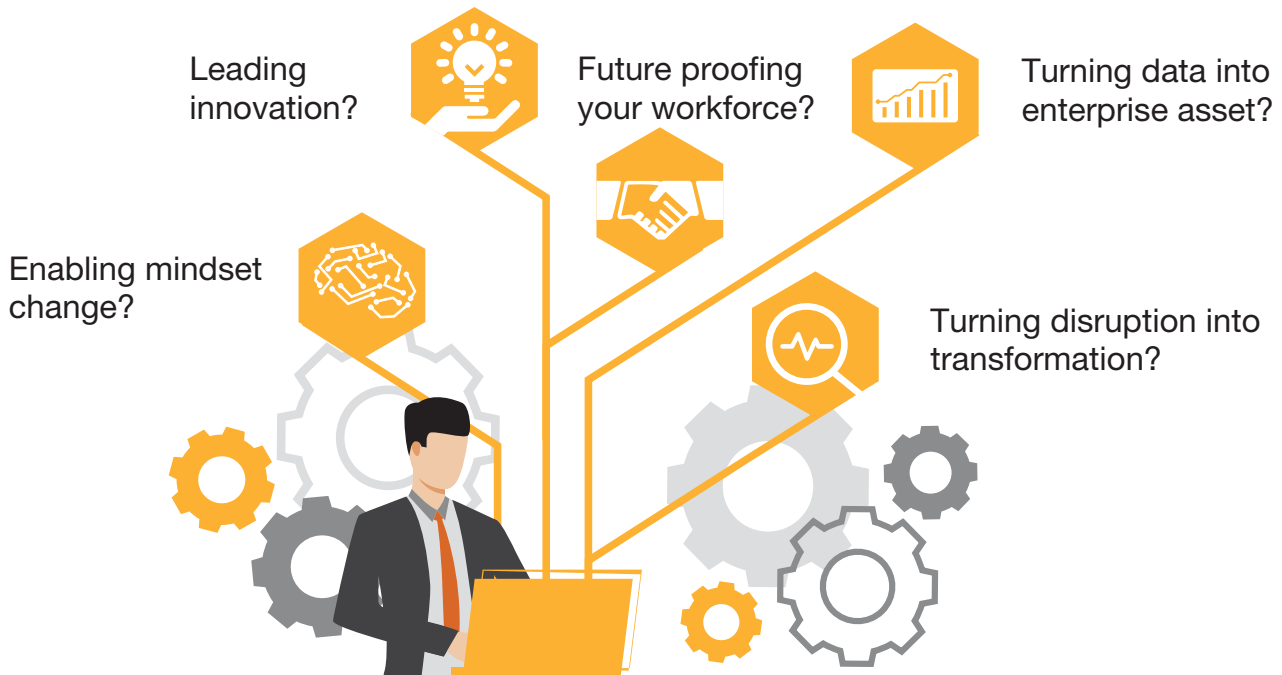 Leading
innovation?
Future proofing
your workforce?
Turning data into
enterprise asset?
Enabling mindset
change?
Turning disruption into
transformation?